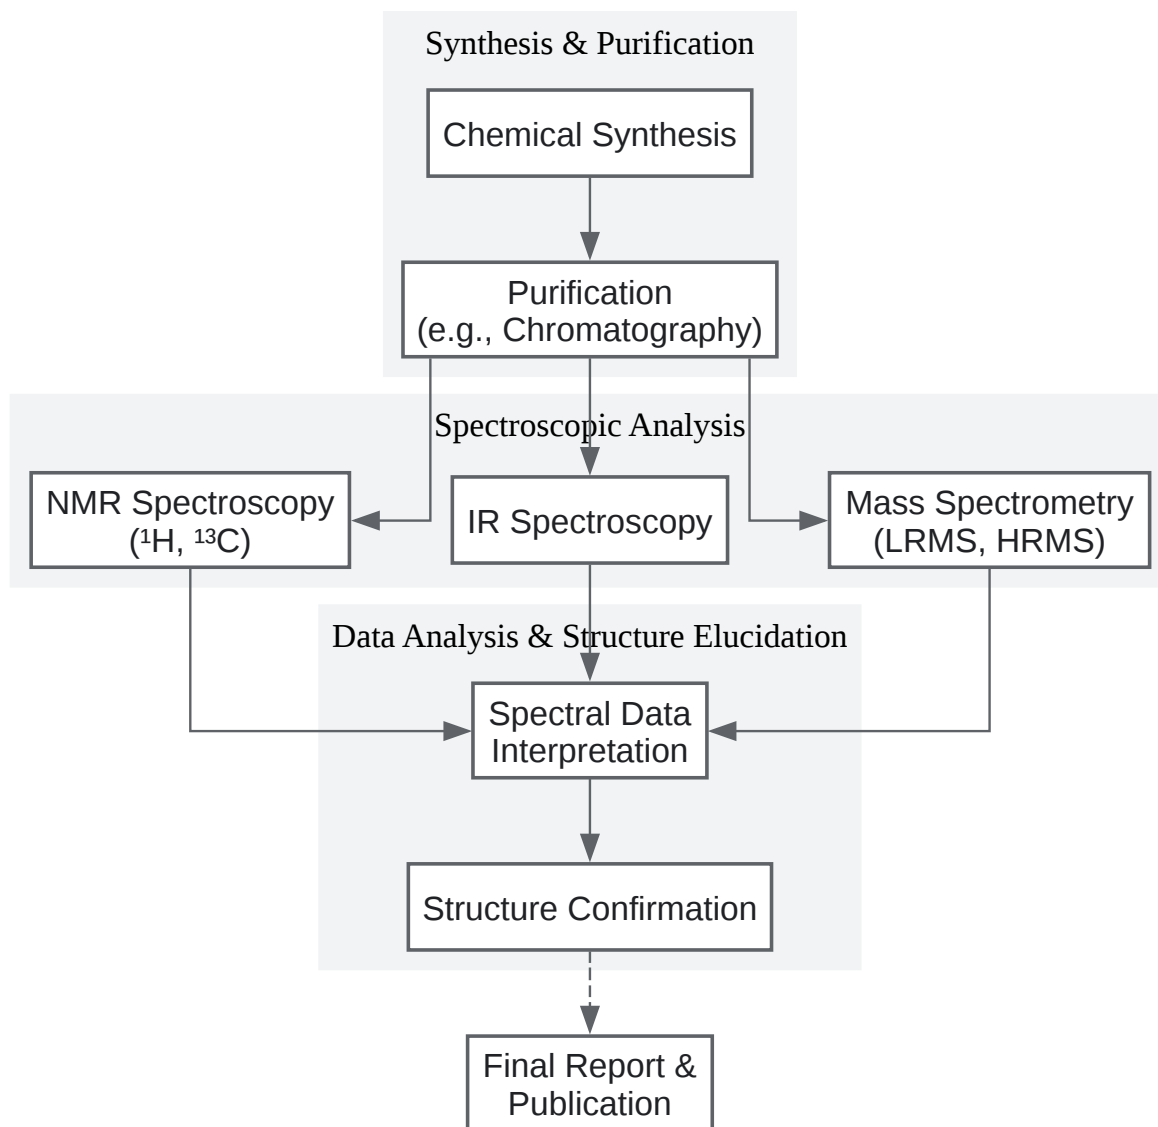 Synthesis & Purification
Chemical Synthesis
Purification
(e.g., Chromatography)
Spectroscopic Analysis
NMR Spectroscopy
(¹H, ¹³C)
IR Spectroscopy
Mass Spectrometry
(LRMS, HRMS)
Data Analysis & Structure Elucidation
Spectral Data
Interpretation
Structure Confirmation
Final Report &
Publication